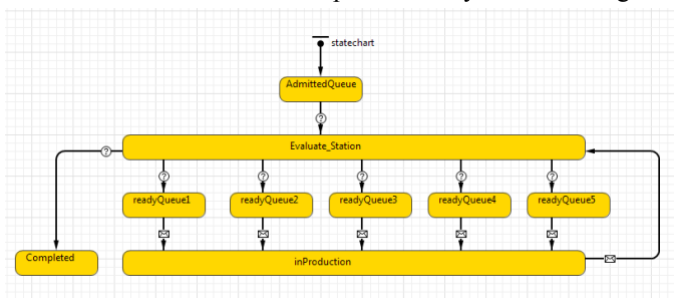 statechart
AdmittedQueue
Evaluate_Station
readyQueue1 readyQueue2 readyQueue3 readyQueue4 readyQueue5
Completed
inProduction